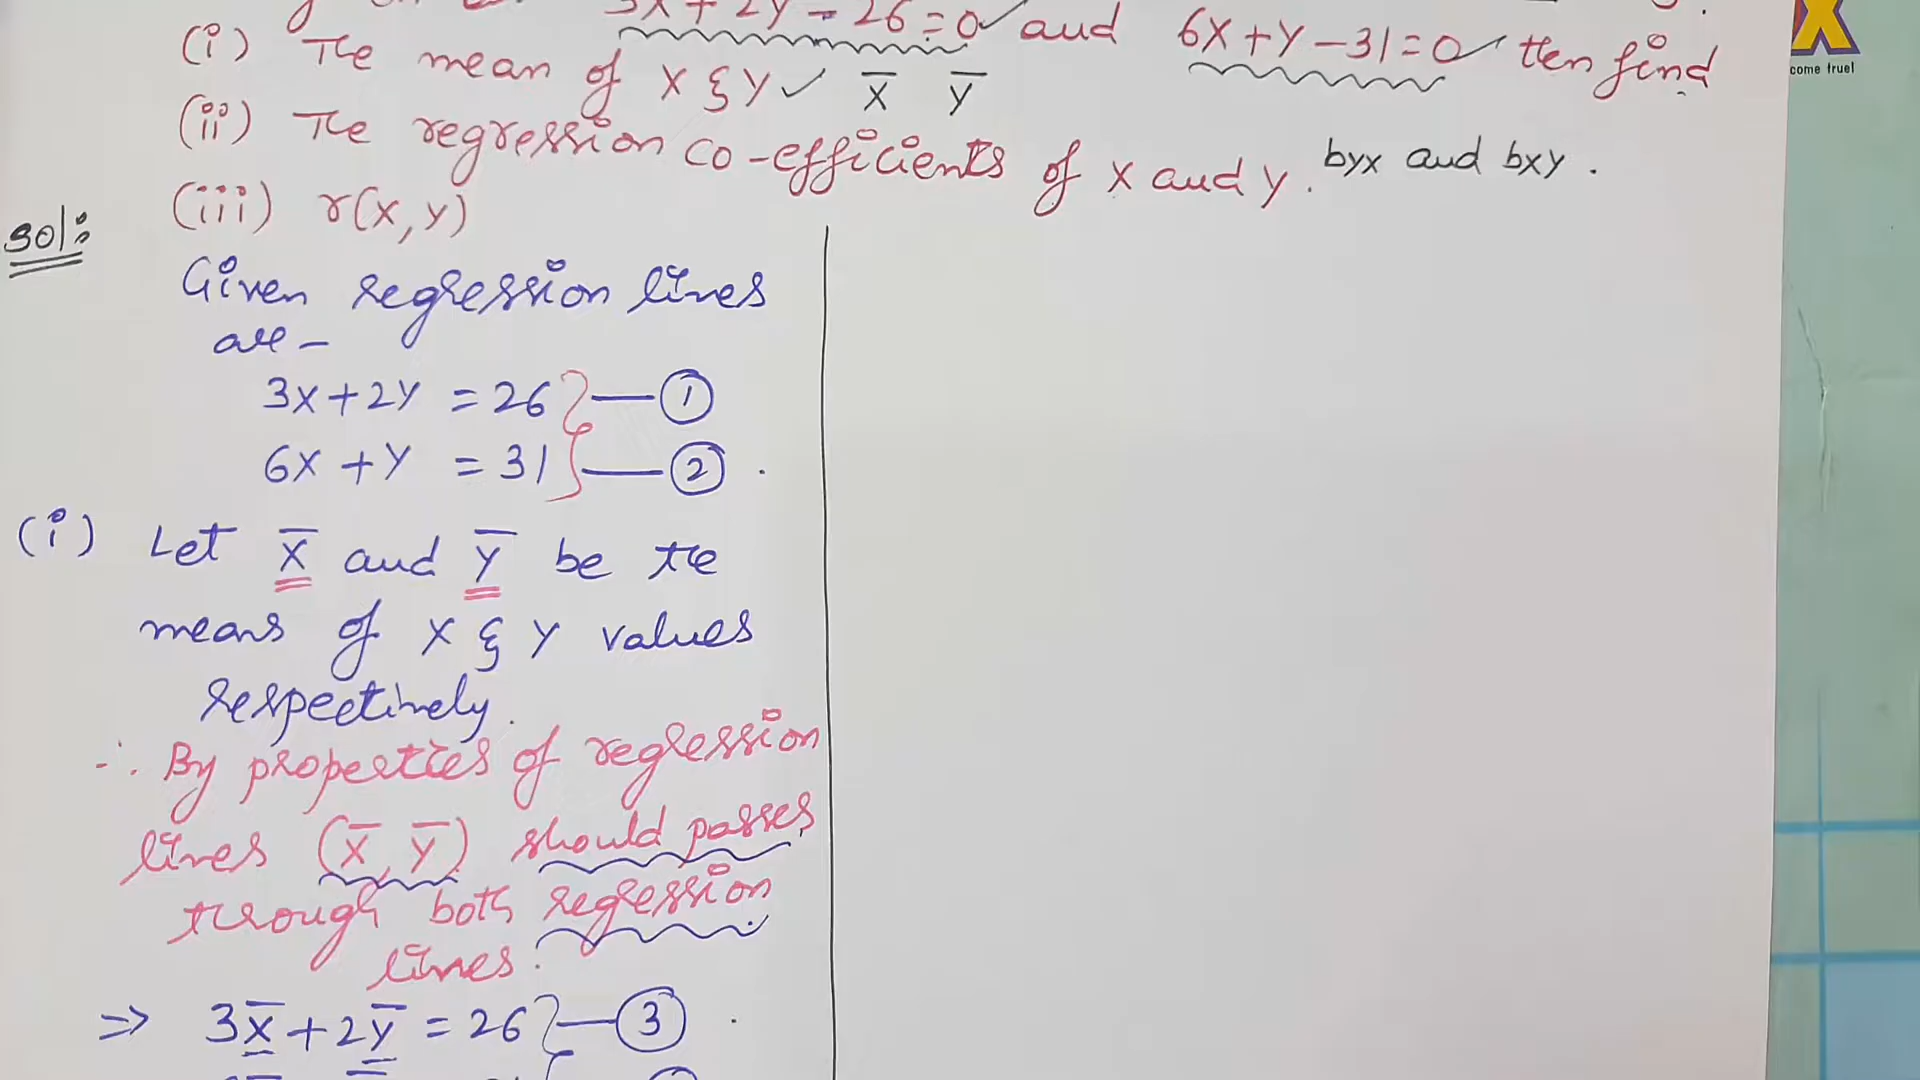 3X + 2Y - 26 = 0 ✓ and 6X + Y - 31 = 0 ✓ then find
(i) The mean of X & Y ✓ X̅ Y̅
(ii) The regression co-efficients of X and Y. byx and bxy.
(iii) r(X, Y)
Sol:
Given regression lines
are -
3X + 2Y = 26 } — ①
6X + Y = 31 } — ② .
(i) Let X̅ and Y̅ be the
means of X & Y values
respectively.
∴ By properties of regression
lines (X̅, Y̅) should passes
through both regression
lines.
⇒ 3X̅ + 2Y̅ = 26 } — ③ .
X
come true!